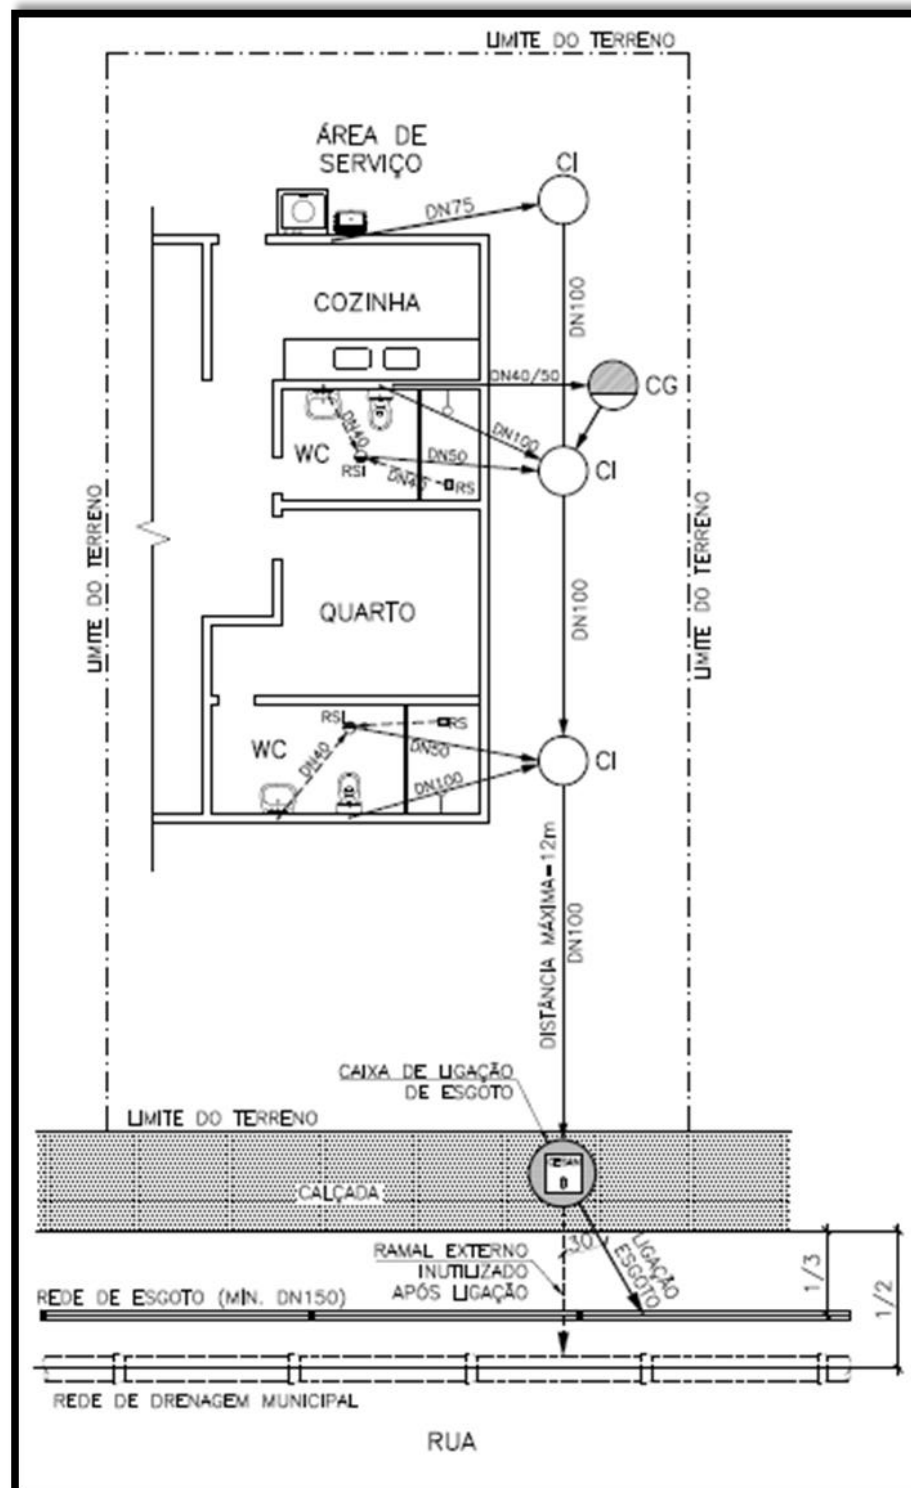 LIMITE DO TERRENO
ÁREA DE
SERVIÇO
CI
DN75
DN100
COZINHA
DN40/50
CG
DN40
DN100
WC
DN50
CI
RSI
DN40
RS
LIMITE DO TERRENO
LIMITE DO TERRENO
QUARTO
DN100
RSI
RS
WC
DN40
DN50
CI
DN100
DISTÂNCIA MÁXIMA=12m
DN100
CAIXA DE LIGAÇÃO
DE ESGOTO
LIMITE DO TERRENO
CESAN
CALÇADA
30
RAMAL EXTERNO
INUTILIZADO
APÓS LIGAÇÃO
LIGAÇÃO
ESGOTO
1/3
1/2
REDE DE ESGOTO (MÍN. DN150)
REDE DE DRENAGEM MUNICIPAL
RUA